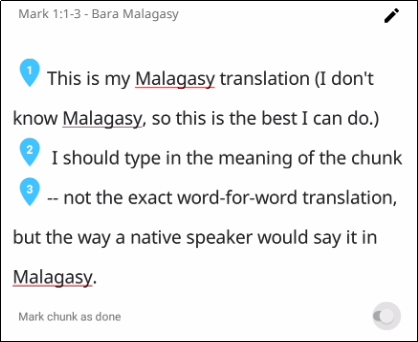 Mark 1:1-3 - Bara Malagasy
1 This is my Malagasy translation (I don't
know Malagasy, so this is the best I can do.)
2 I should type in the meaning of the chunk
3 -- not the exact word-for-word translation,
but the way a native speaker would say it in
Malagasy.
Mark chunk as done